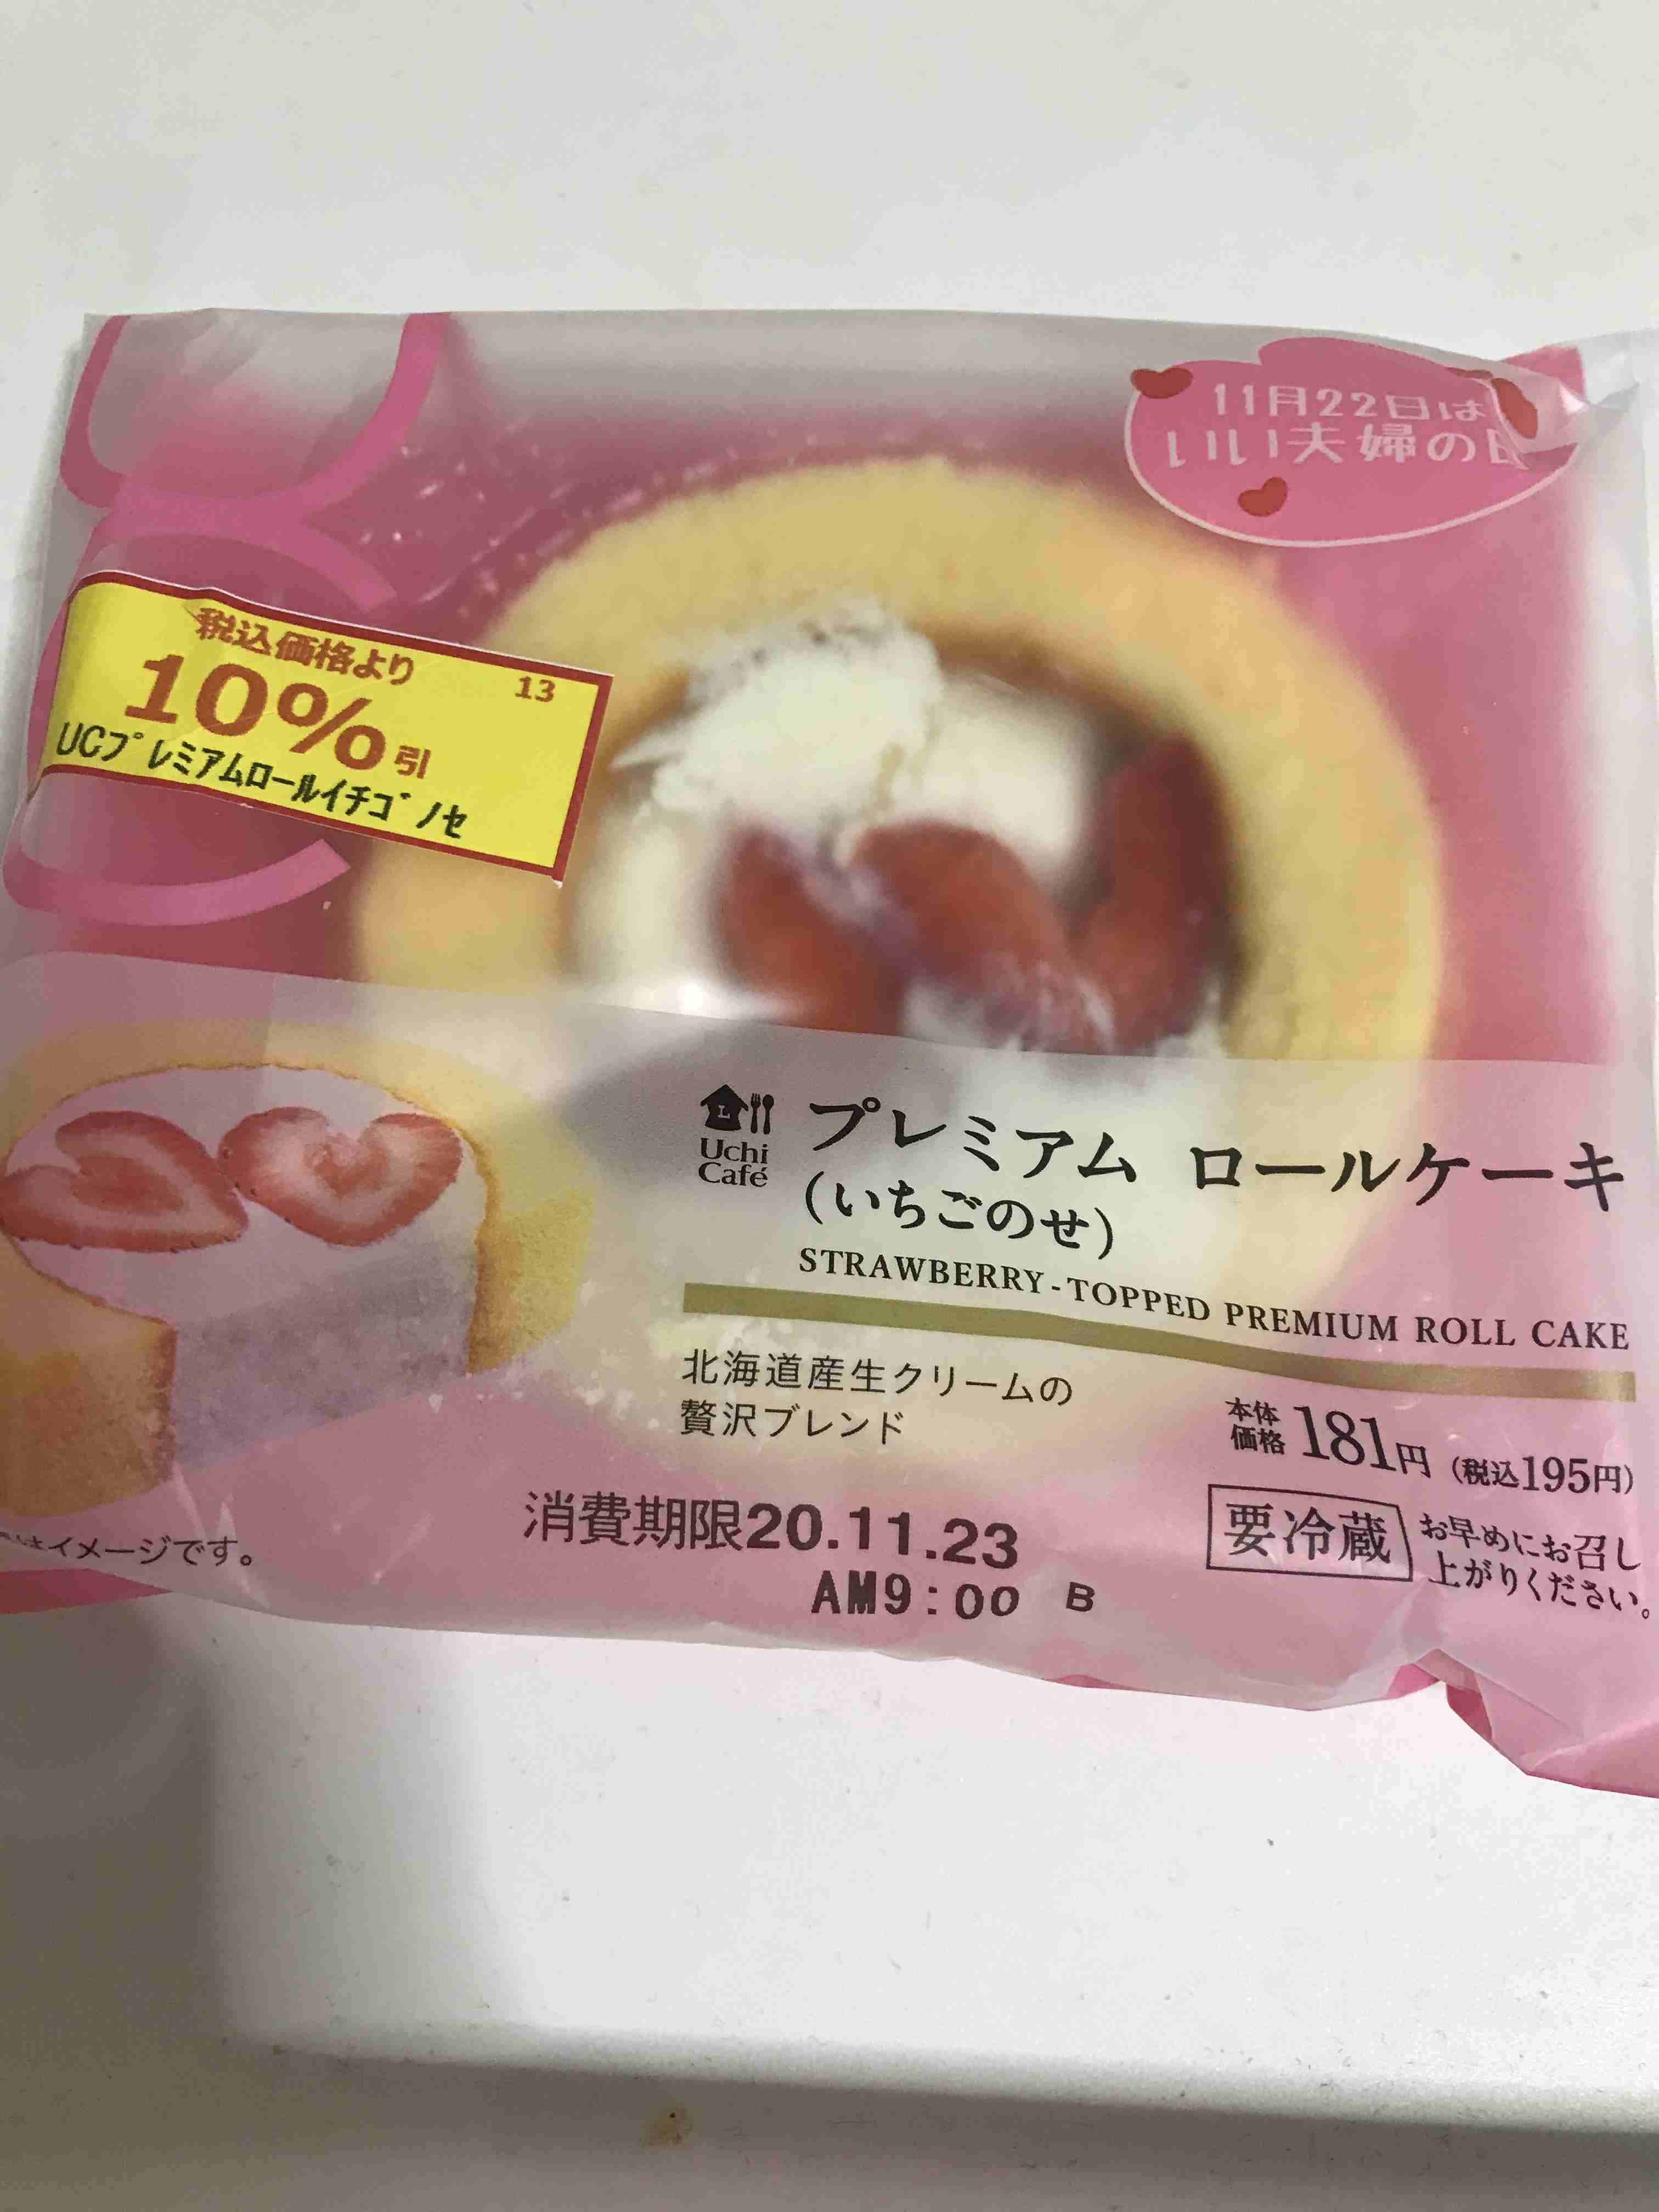 11月22日は
いい夫婦の日
税込価格より
13
10%引
UCプレミアムロールイチゴノセ
L
Uchi
Café
プレミアム ロールケーキ
(いちごのせ)
STRAWBERRY-TOPPED PREMIUM ROLL CAKE
北海道産生クリームの
贅沢ブレンド
本体
価格
181円
(税込195円)
消費期限20.11.23
AM9:00 B
要冷蔵
お早めにお召し
上がりください。
はイメージです。